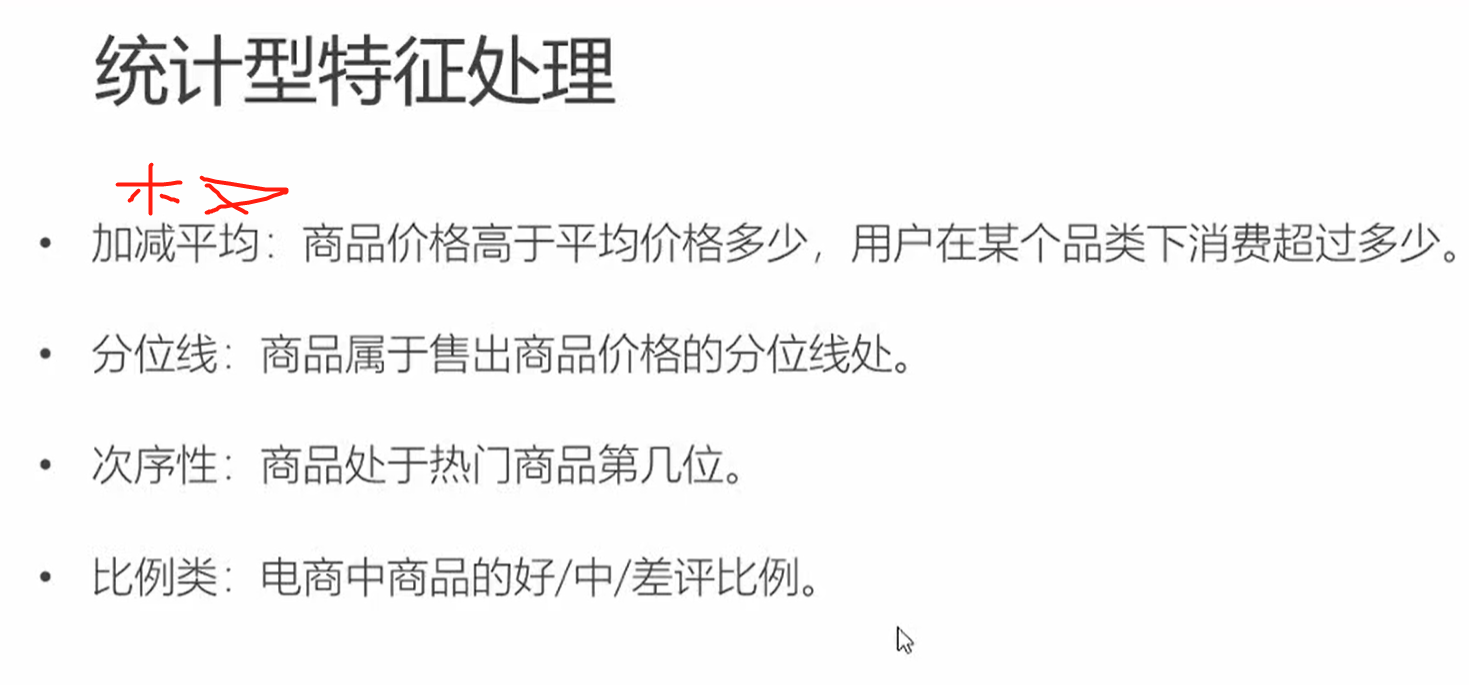 统计型特征处理
• 加减平均：商品价格高于平均价格多少，用户在某个品类下消费超过多少。
• 分位线：商品属于售出商品价格的分位线处。
• 次序性：商品处于热门商品第几位。
• 比例类：电商中商品的好/中/差评比例。